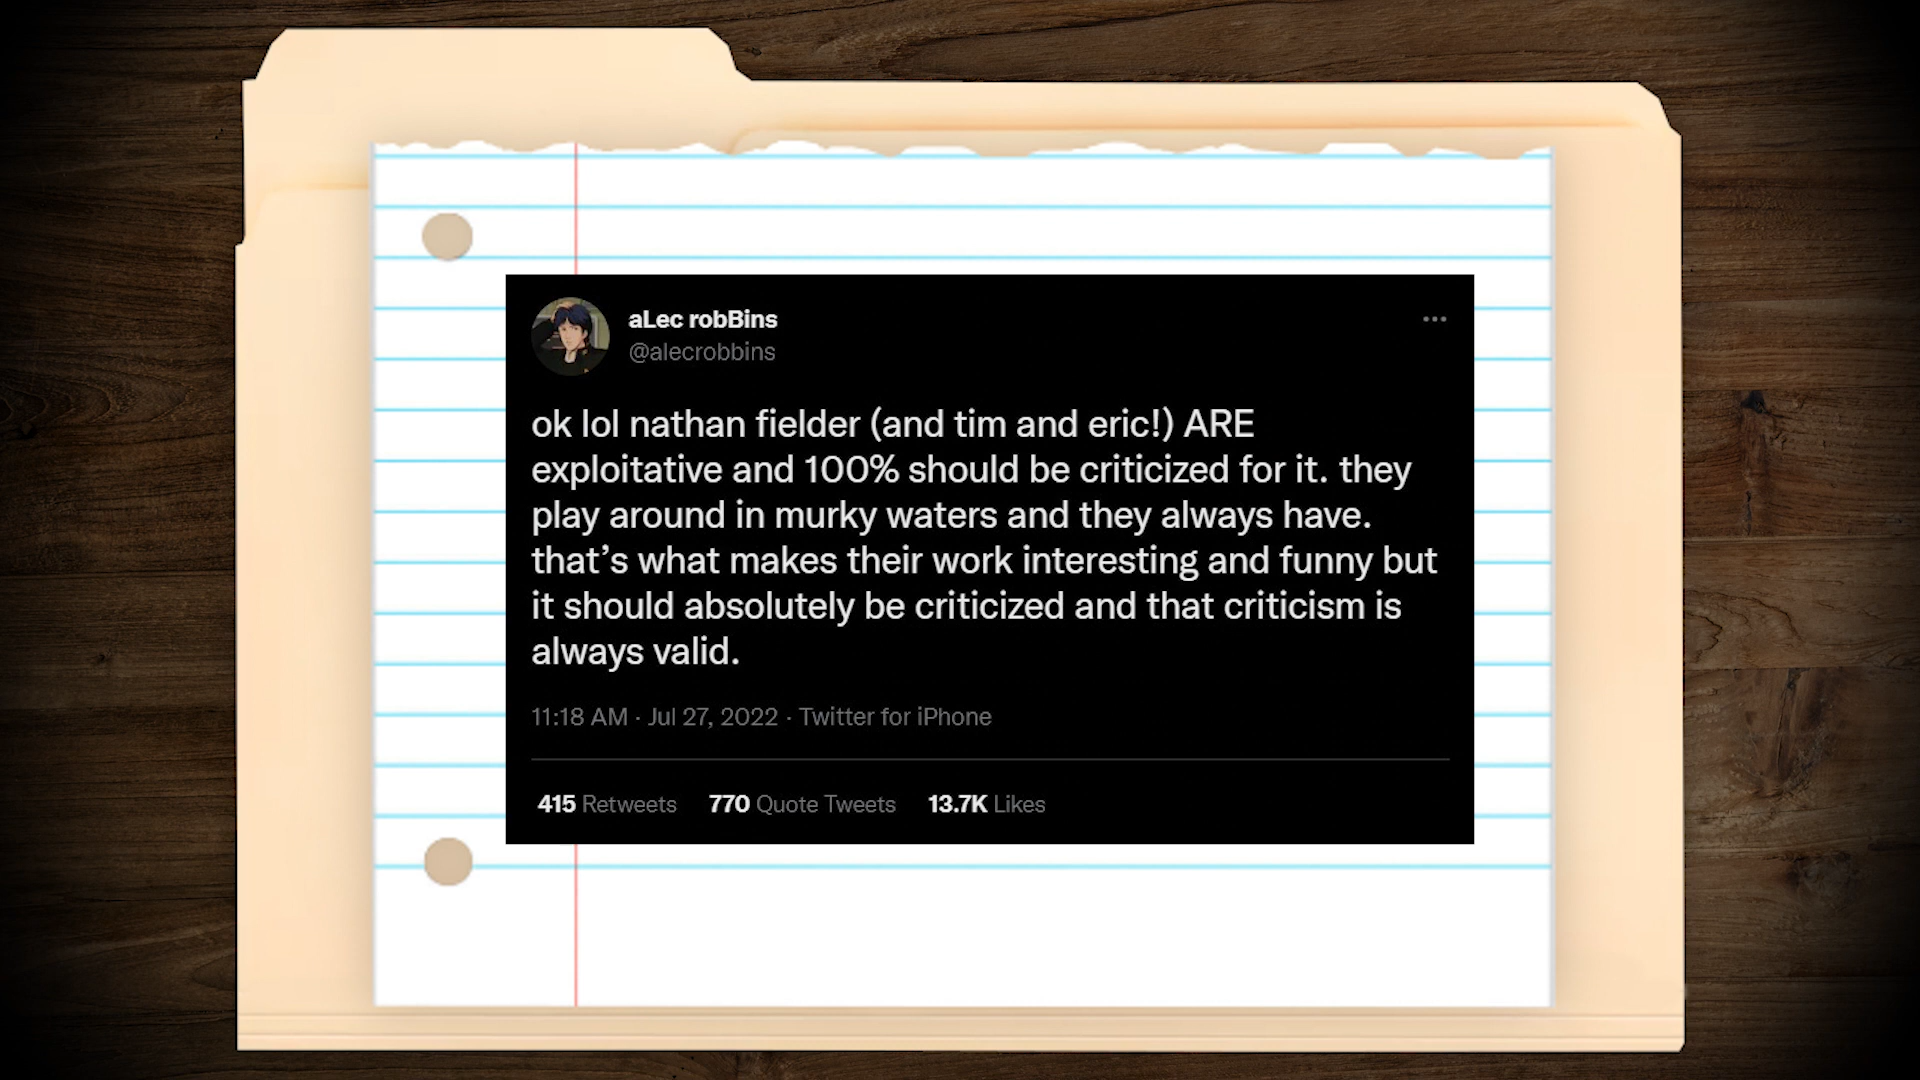 aLec robBins
@alecrobbins
ok lol nathan fielder (and tim and eric!) ARE
exploitative and 100% should be criticized for it. they
play around in murky waters and they always have.
that’s what makes their work interesting and funny but
it should absolutely be criticized and that criticism is
always valid.
11:18 AM · Jul 27, 2022 · Twitter for iPhone
415 Retweets 770 Quote Tweets 13.7K Likes